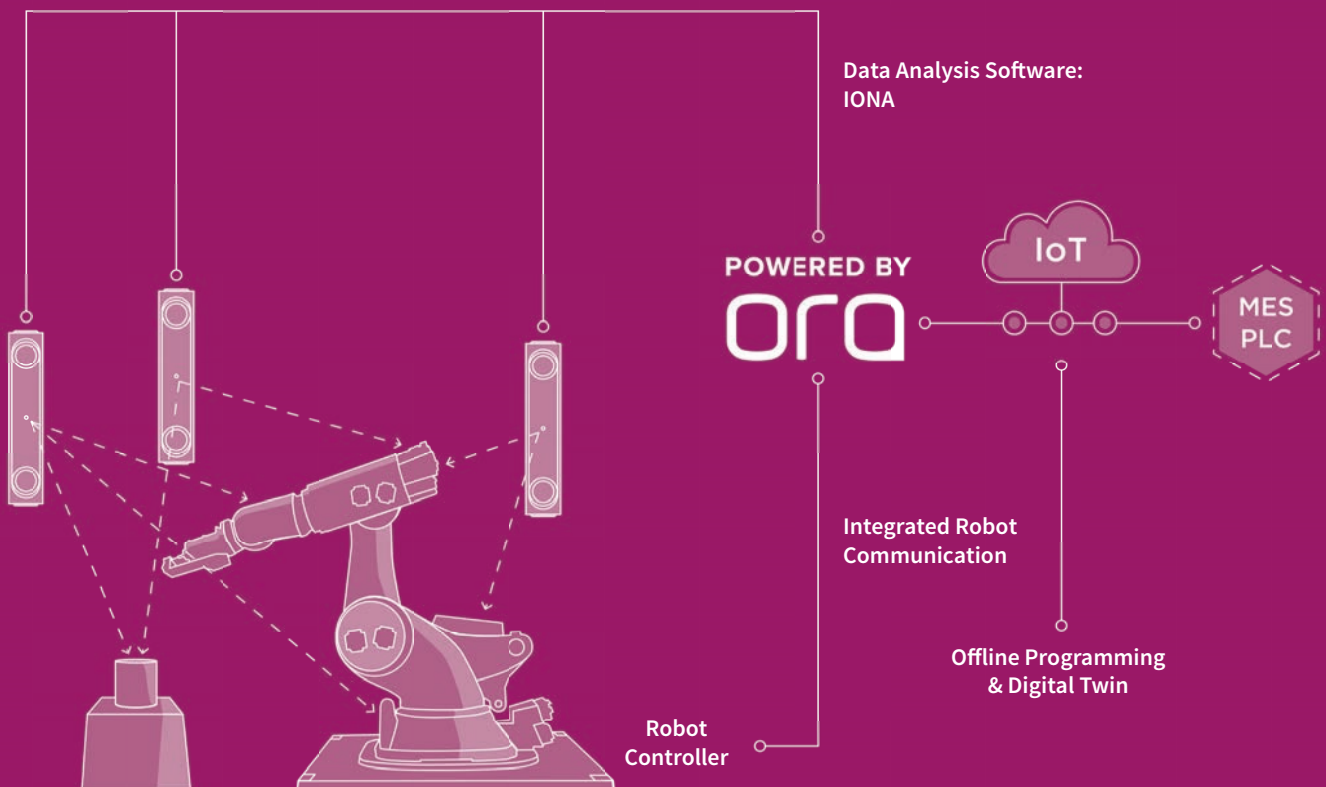 Data Analysis Software:
IONA
POWERED BY
ora
IoT
MES
PLC
Integrated Robot
Communication
Offline Programming
& Digital Twin
Robot
Controller